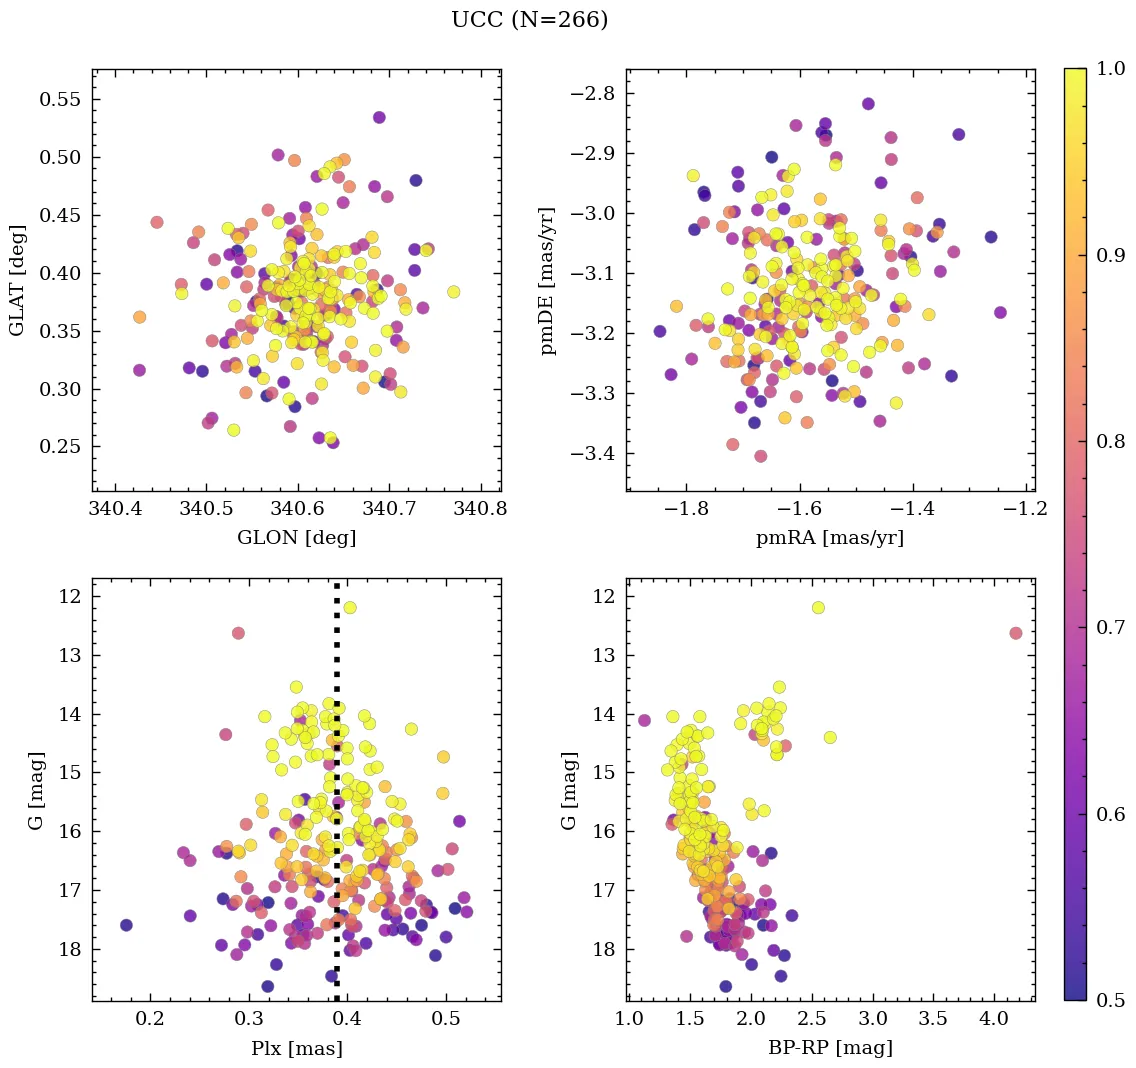 UCC (N=266)
0.55
0.50
0.45
0.40
0.35
0.30
0.25
GLAT [deg]
340.4 340.5 340.6 340.7 340.8
GLON [deg]
−2.8
−2.9
−3.0
−3.1
−3.2
−3.3
−3.4
pmDE [mas/yr]
−1.8 −1.6 −1.4 −1.2
pmRA [mas/yr]
12
13
14
15
16
17
18
G [mag]
0.2 0.3 0.4 0.5
Plx [mas]
12
13
14
15
16
17
18
G [mag]
1.0 1.5 2.0 2.5 3.0 3.5 4.0
BP-RP [mag]
1.0
0.9
0.8
0.7
0.6
0.5